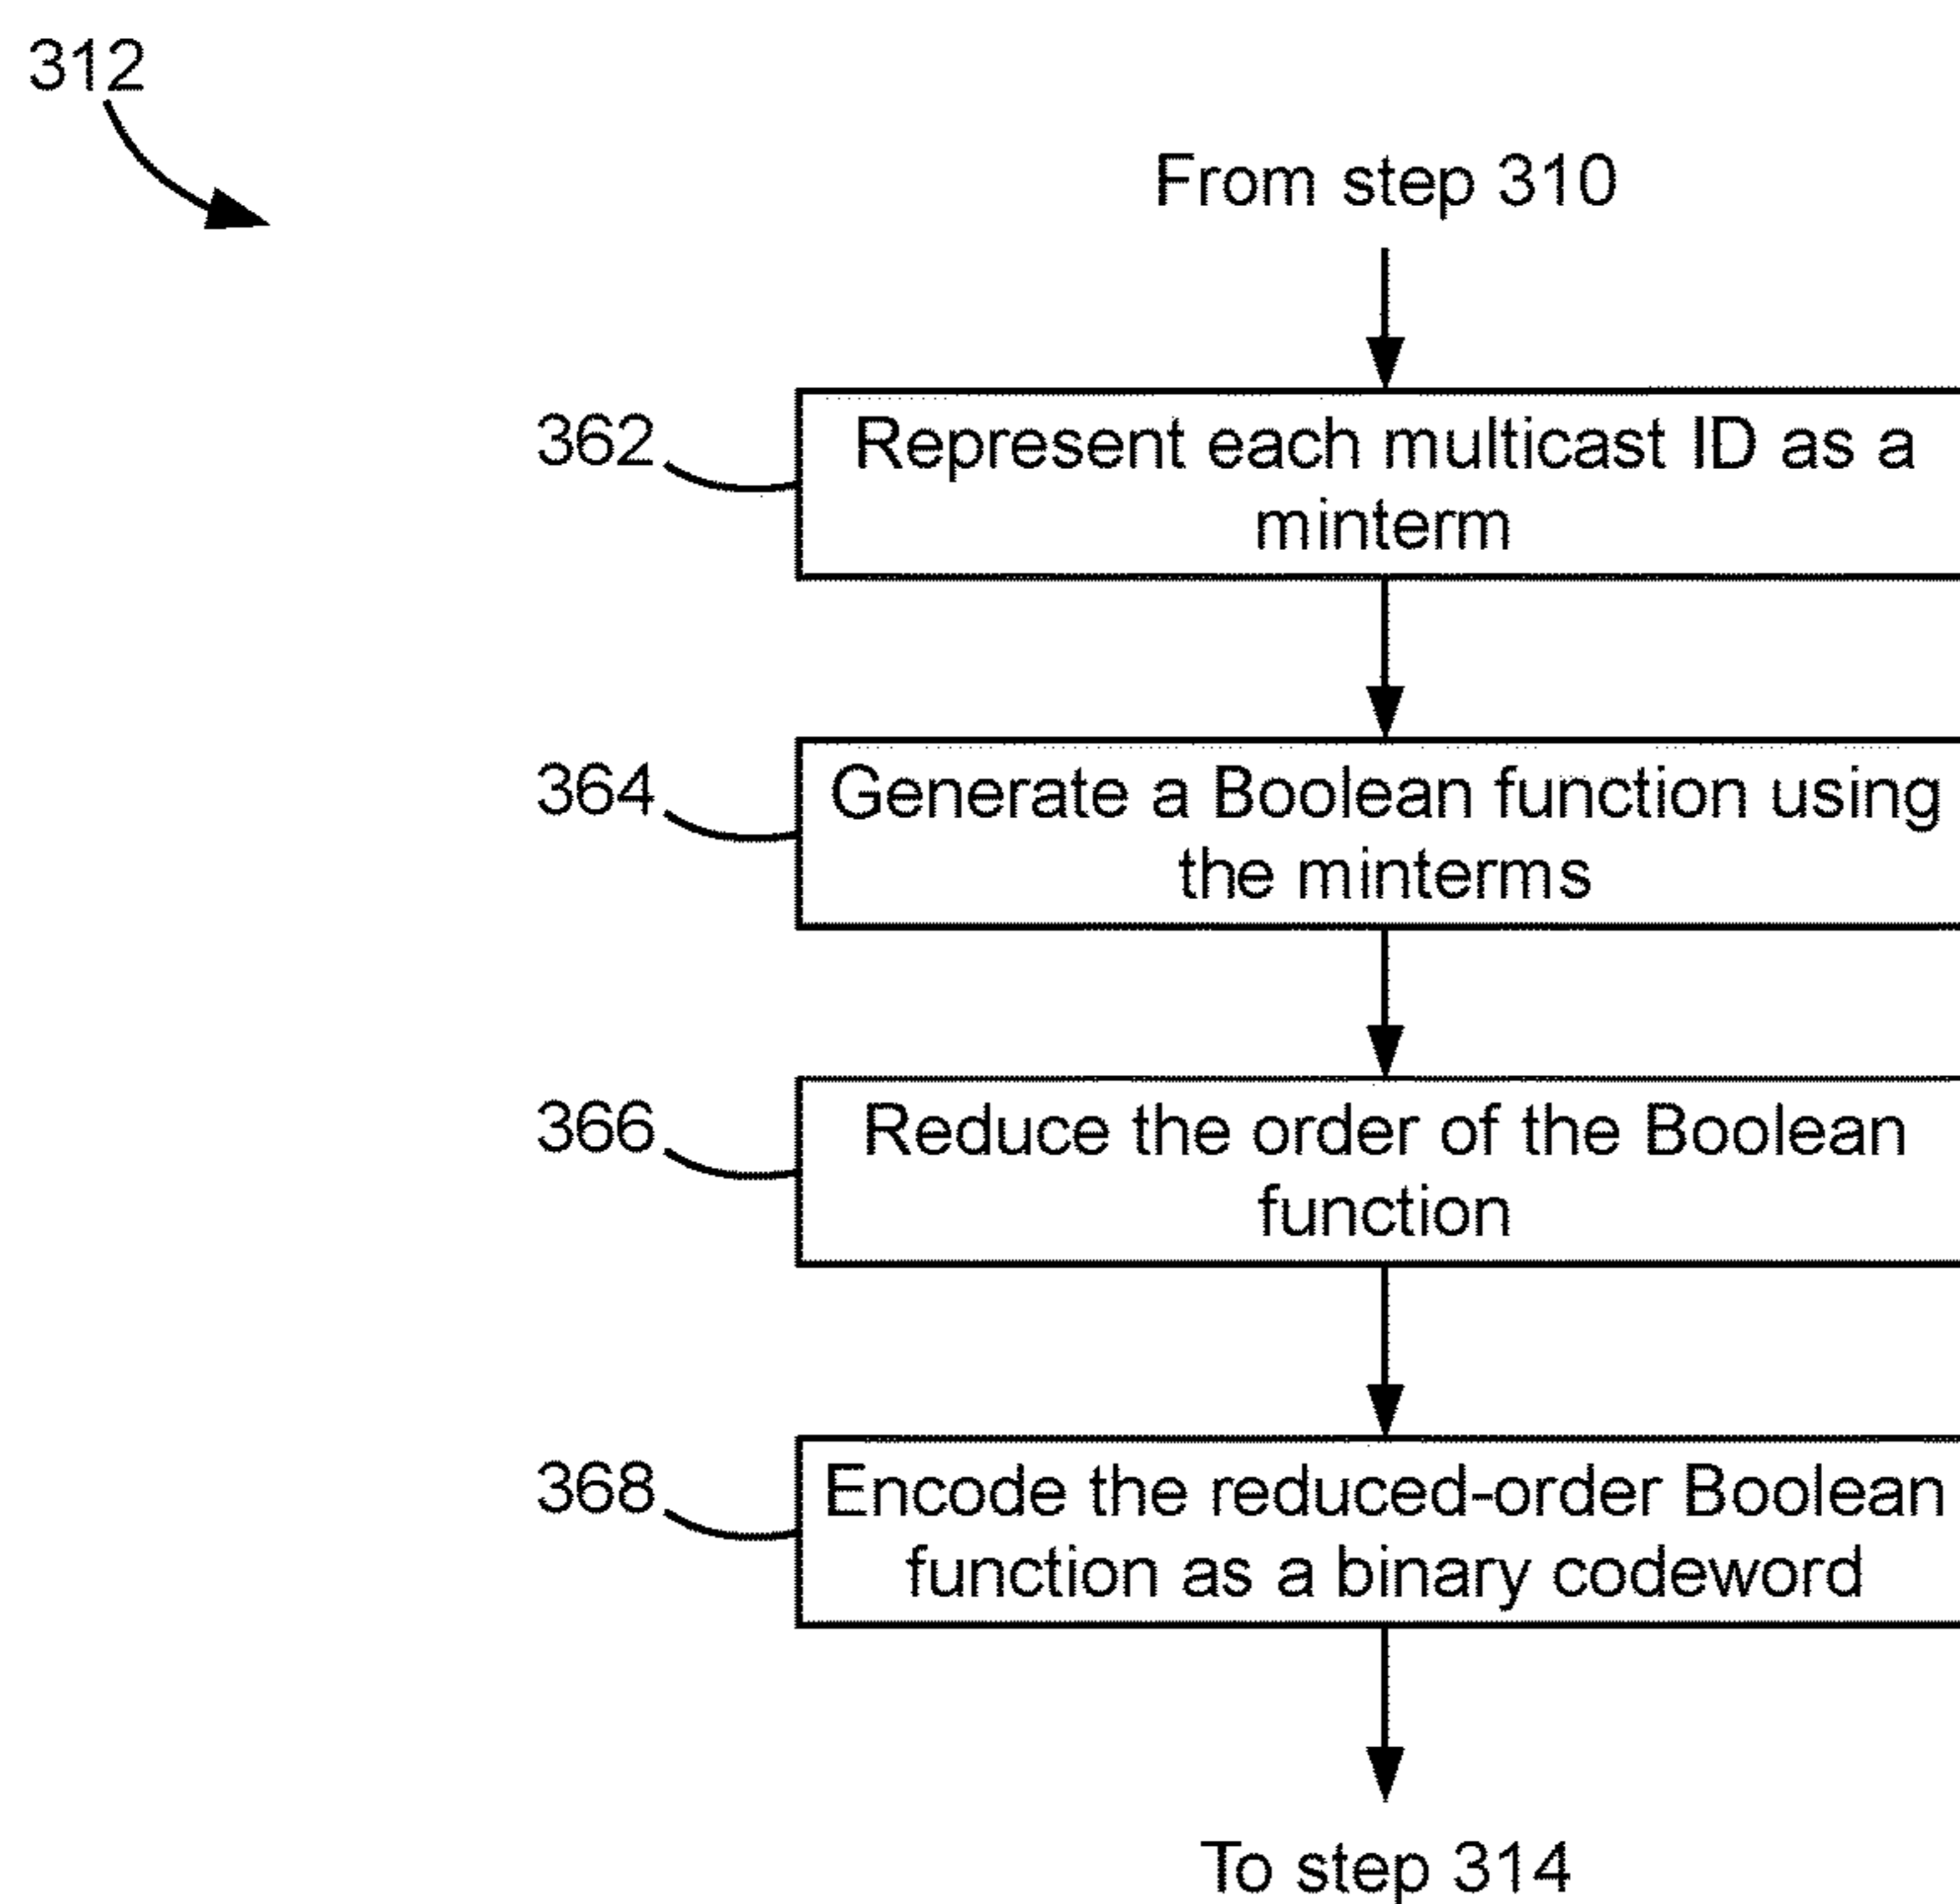 312
From step 310
362
Represent each multicast ID as a
minterm
364
Generate a Boolean function using
the minterms
366
Reduce the order of the Boolean
function
368
Encode the reduced-order Boolean
function as a binary codeword
To step 314